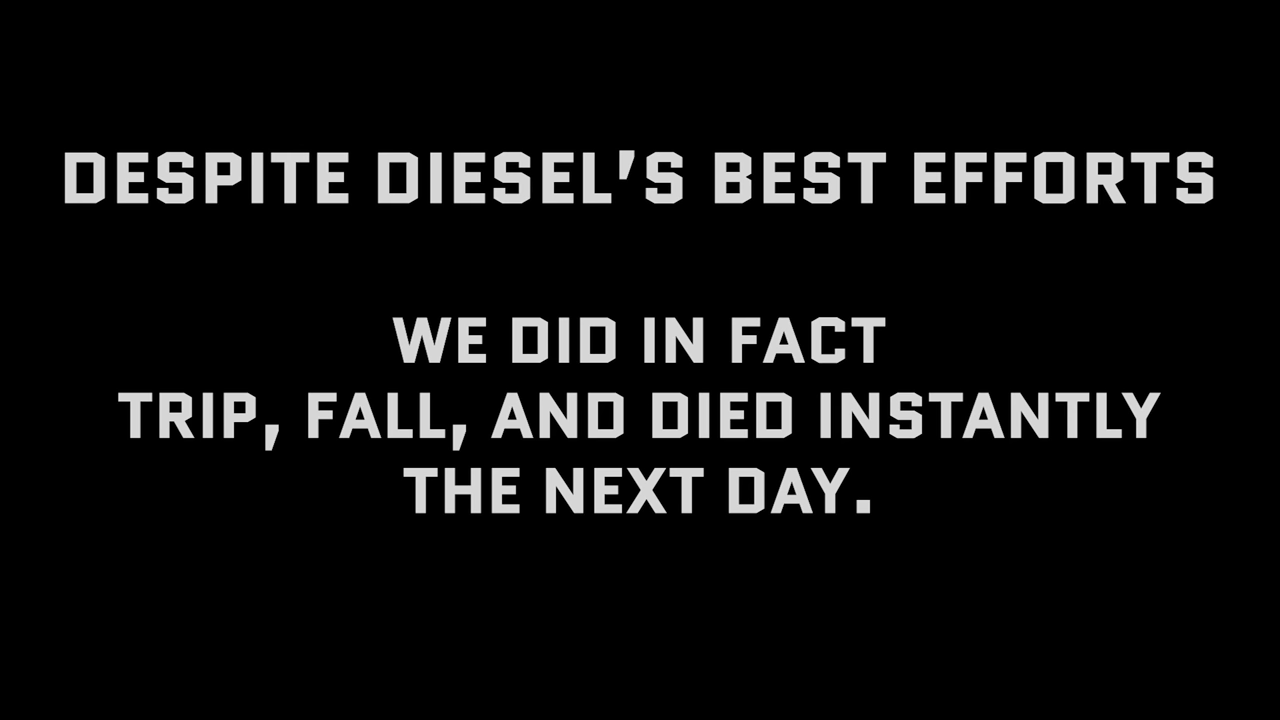 DESPITE DIESEL'S BEST EFFORTS
WE DID IN FACT
TRIP, FALL, AND DIED INSTANTLY
THE NEXT DAY.